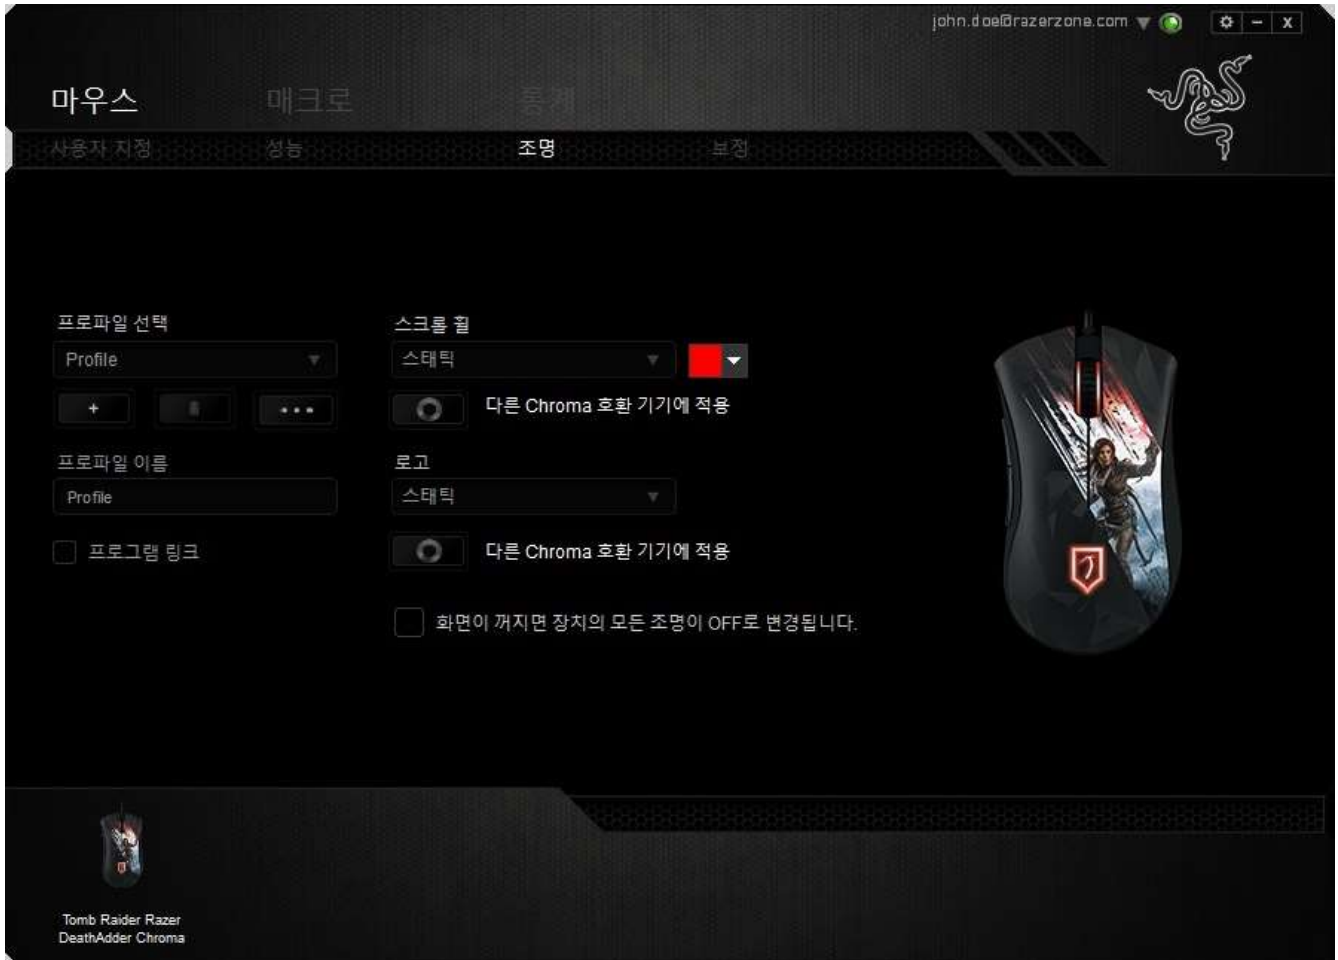 john.doe@razerzone.com
마우스 매크로 통계
사용자 지정 성능 조명 보정
프로파일 선택
Profile
프로파일 이름
Profile
프로그램 링크
스크롤 휠
스태틱
다른 Chroma 호환 기기에 적용
로고
스태틱
다른 Chroma 호환 기기에 적용
화면이 꺼지면 장치의 모든 조명이 OFF로 변경됩니다.
Tomb Raider Razer
DeathAdder Chroma